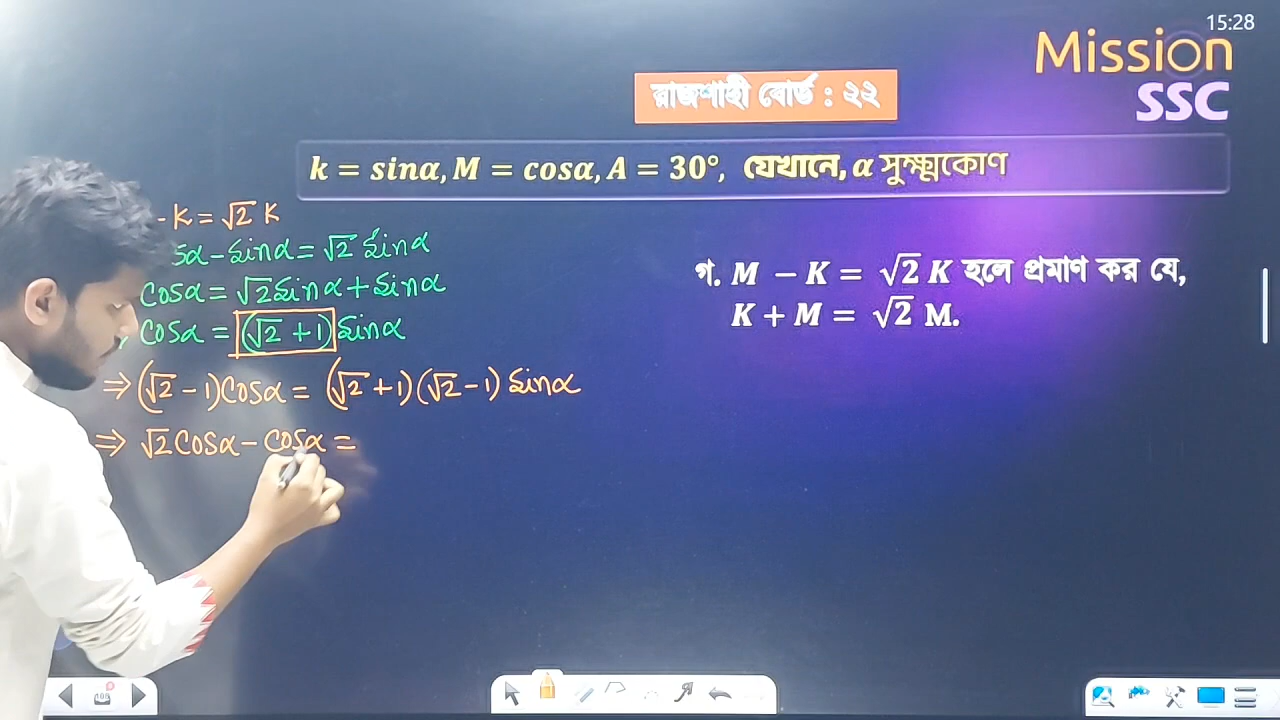 15:28
Mission
SSC
রাজশাহী বোর্ড : ২২
k = sinα, M = cosα, A = 30°, যেখানে, α সুক্ষ্মকোণ
- K = √2 K
sα - sinα = √2 sinα
cosα = √2 sinα + sinα
cosα = (√2 + 1) sinα
⇒ (√2 - 1) cosα = (√2 + 1)(√2 - 1) sinα
⇒ √2 cosα - cosα =
গ. M - K = √2 K হলে প্রমাণ কর যে,
K + M = √2 M.